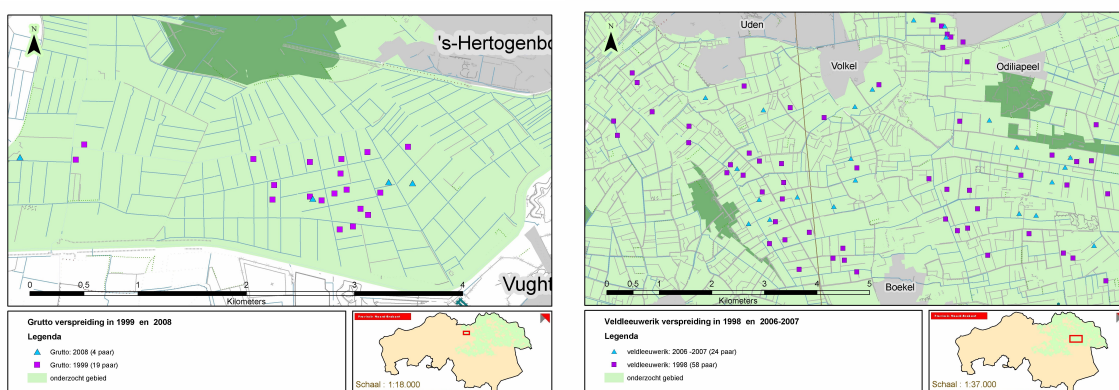 N
's-Hertogenbo
Vught
0 0,5 1 2 3 4
Kilometers
Grutto verspreiding in 1999 en 2008
Legenda
Grutto: 2008 (4 paar)
Grutto: 1999 (19 paar)
onderzocht gebied
Schaal : 1:18.000
N
Uden
Volkel
Odiliapeel
Boekel
0 0,5 1 2 3 4 5
Kilometers
Veldleeuwerik verspreiding in 1998 en 2006-2007
Legenda
veldleeuwerik: 2006 -2007 (24 paar)
veldleeuwerik: 1998 (58 paar)
onderzocht gebied
Schaal : 1:37.000